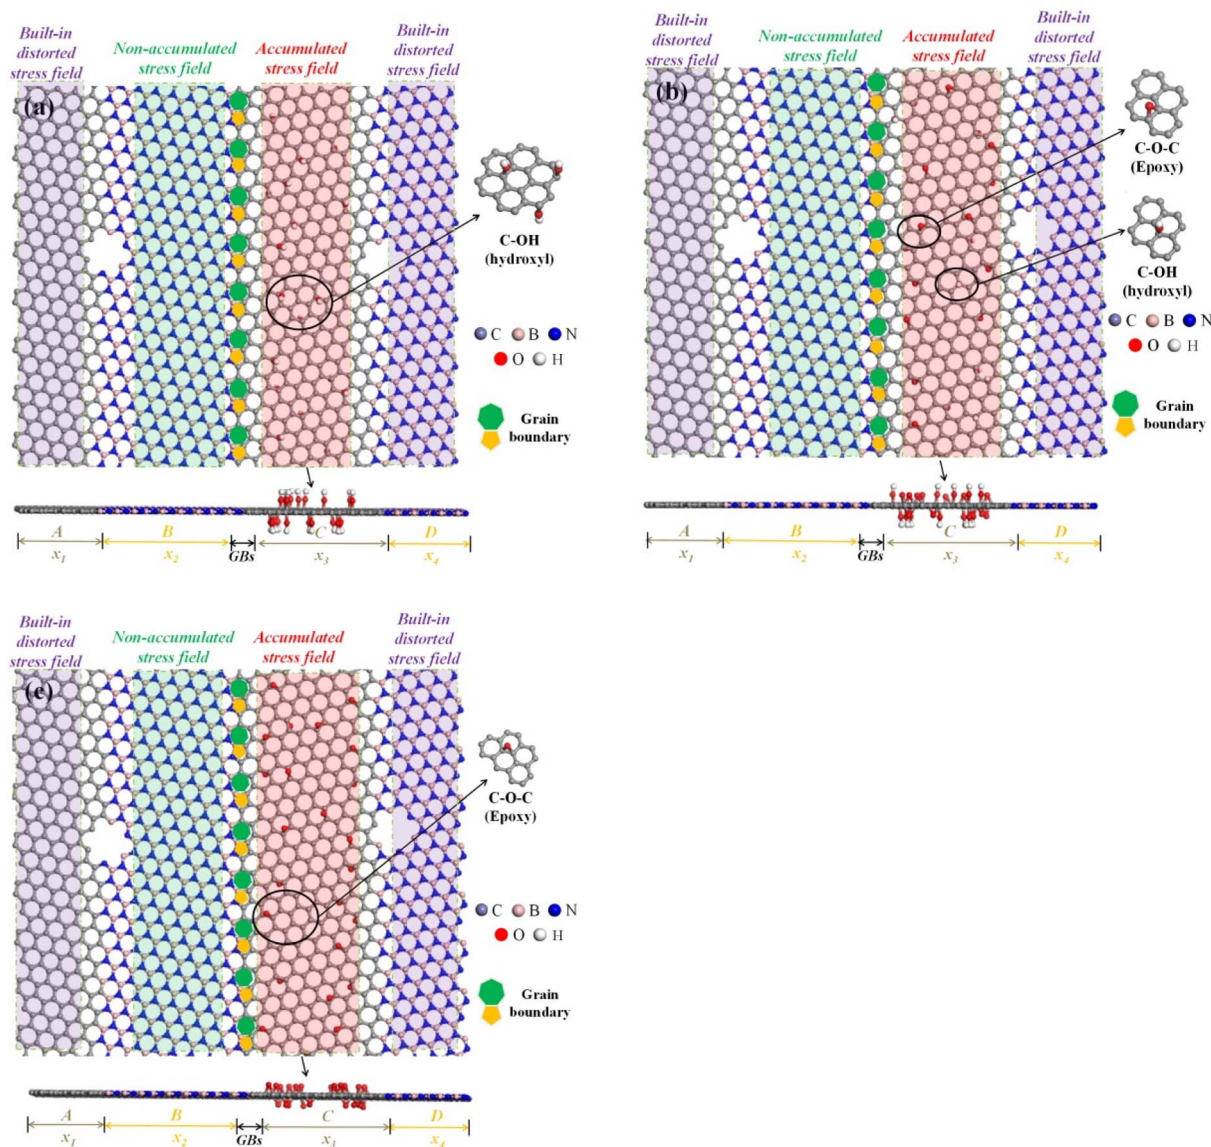 Built-in
distorted
stress field
Non-accumulated
stress field
Accumulated
stress field
Built-in
distorted
stress field
(a)
C-OH
(hydroxyl)
C B N
O H
Grain
boundary
A B C D
x1 x2 GBs x3 x4
Built-in
distorted
stress field
Non-accumulated
stress field
Accumulated
stress field
Built-in
distorted
stress field
(b)
C-O-C
(Epoxy)
C-OH
(hydroxyl)
C B N
O H
Grain
boundary
A B C D
x1 x2 GBs x3 x4
Built-in
distorted
stress field
Non-accumulated
stress field
Accumulated
stress field
Built-in
distorted
stress field
(c)
C-O-C
(Epoxy)
C B N
O H
Grain
boundary
A B C D
x1 x2 GBs x3 x4